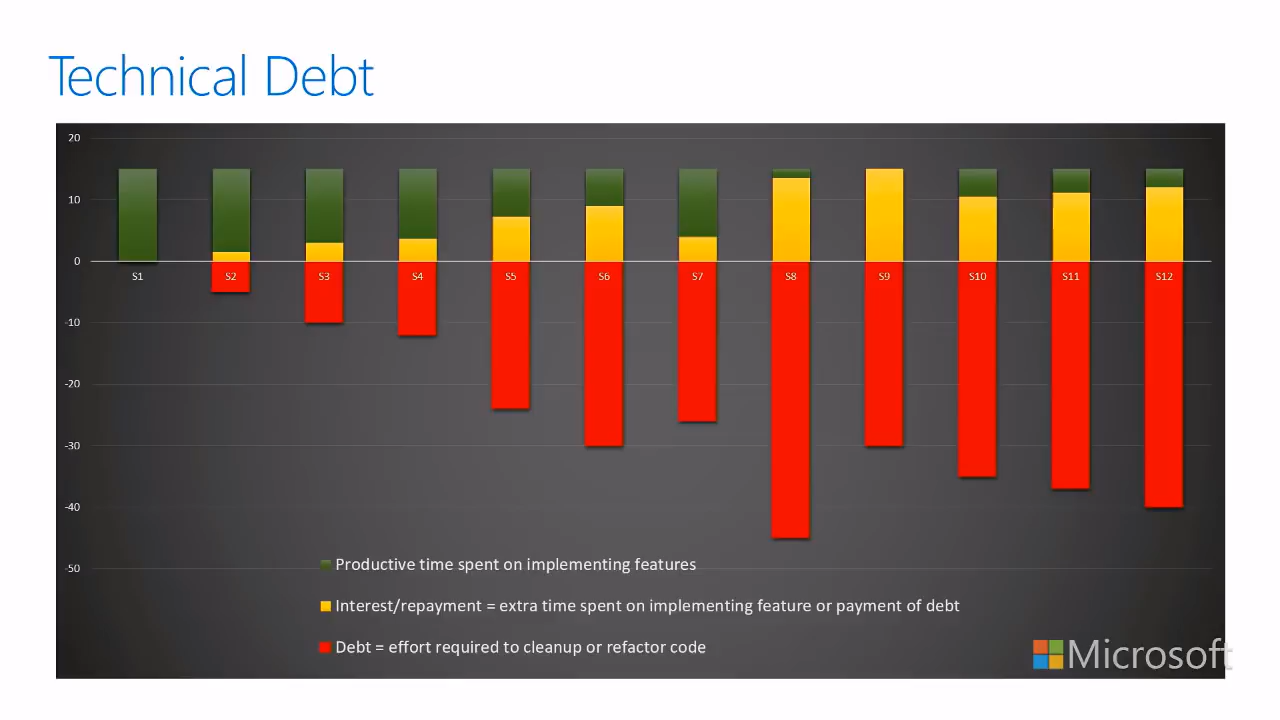 Technical Debt
20
10
0
S1 S2 S3 S4 S5 S6 S7 S8 S9 S10 S11 S12
-10
-20
-30
-40
-50
Productive time spent on implementing features
Interest/repayment = extra time spent on implementing feature or payment of debt
Debt = effort required to cleanup or refactor code
Microsoft